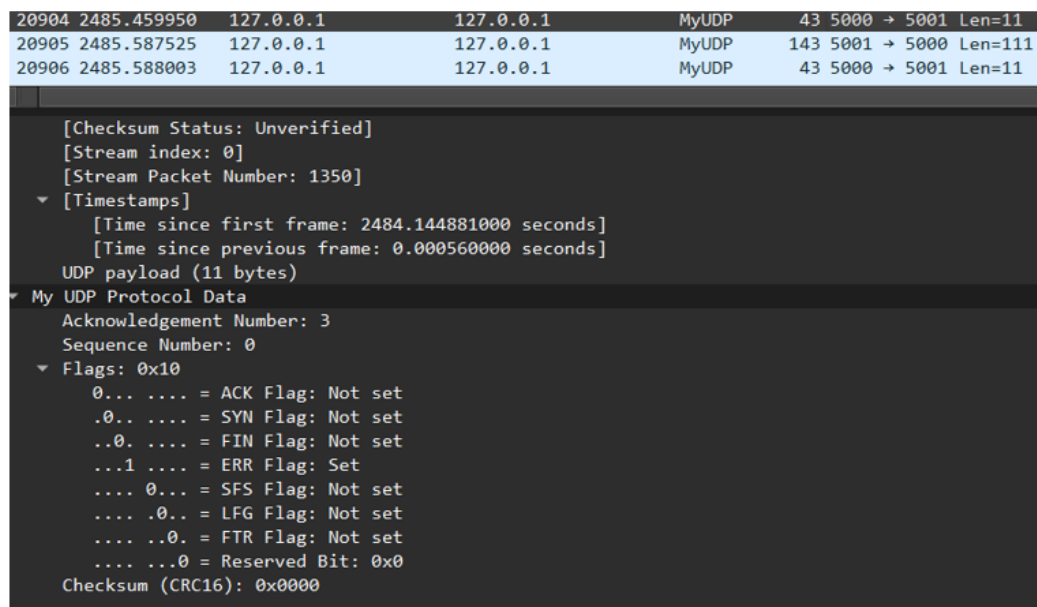 20904 2485.459950 127.0.0.1 127.0.0.1 MyUDP 43 5000 → 5001 Len=11
20905 2485.587525 127.0.0.1 127.0.0.1 MyUDP 143 5001 → 5000 Len=111
20906 2485.588003 127.0.0.1 127.0.0.1 MyUDP 43 5000 → 5001 Len=11
[Checksum Status: Unverified]
[Stream index: 0]
[Stream Packet Number: 1350]
[Timestamps]
[Time since first frame: 2484.144881000 seconds]
[Time since previous frame: 0.000560000 seconds]
UDP payload (11 bytes)
My UDP Protocol Data
Acknowledgement Number: 3
Sequence Number: 0
Flags: 0x10
0... .... = ACK Flag: Not set
.0.. .... = SYN Flag: Not set
..0. .... = FIN Flag: Not set
...1 .... = ERR Flag: Set
.... 0... = SFS Flag: Not set
.... .0.. = LFG Flag: Not set
.... ..0. = FTR Flag: Not set
.... ...0 = Reserved Bit: 0x0
Checksum (CRC16): 0x0000